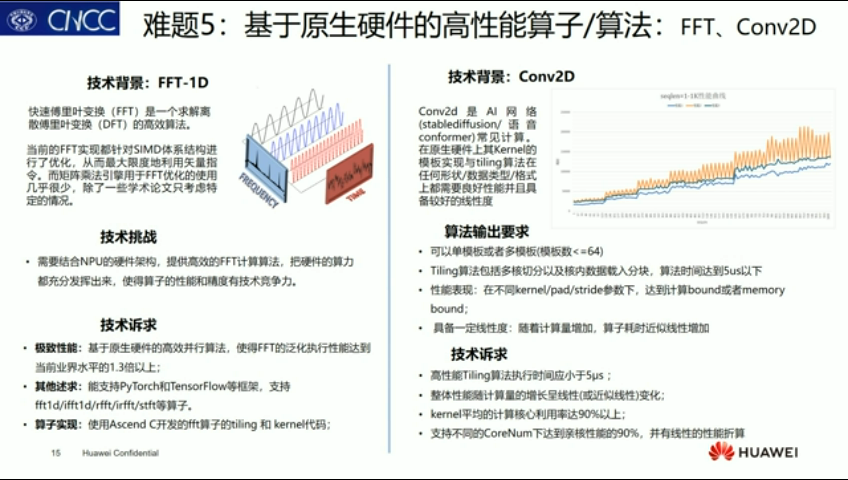 CNCC
难题5：基于原生硬件的高性能算子/算法：FFT、Conv2D
技术背景：FFT-1D
快速傅里叶变换（FFT）是一个求解离
散傅里叶变换（DFT）的高效算法。
当前的FFT实现都针对SIMD体系结构进
行了优化，从而最大限度地利用矢量指
令。而矩阵乘法引擎用于FFT优化的使用
几乎很少，除了一些学术论文只考虑特
定的情况。
FREQUENCY
TIME
技术挑战
• 需要结合NPU的硬件架构，提供高效的FFT计算算法，把硬件的算力
都充分发挥出来，使得算子的性能和精度有技术竞争力。
技术诉求
• 极致性能：基于原生硬件的高效并行算法，使得FFT的泛化执行性能达到
当前业界水平的1.3倍以上；
• 其他述求：能支持PyTorch和TensorFlow等框架，支持
fft1d/ifft1d/rfft/irfft/stft等算子。
• 算子实现：使用Ascend C开发的fft算子的tiling 和 kernel代码；
15 Huawei Confidential
技术背景：Conv2D
Conv2d 是 AI 网 络
(stablediffusion/ 语 音
conformer) 常 见 计 算 。
在原生硬件上其Kernel的
模板实现与tiling算法在
任何形状/数据类型/格式
上都需要良好性能并且具
备较好的线性度
seqlen=1-1K性能曲线
算法输出要求
• 可以单模板或者多模板(模板数<=64)
• Tiling算法包括多核切分以及核内数据载入分块，算法时间达到5us以下
• 性能表现：在不同kernel/pad/stride参数下，达到计算bound或者memory
bound；
• 具备一定线性度：随着计算量增加，算子耗时近似线性增加
技术诉求
• 高性能Tiling算法执行时间应小于5μs ；
• 整体性能随计算量的增长呈线性(或近似线性)变化；
• kernel平均的计算核心利用率达90%以上；
• 支持不同的CoreNum下达到亲核性能的90%，并有线性的性能折算
HUAWEI